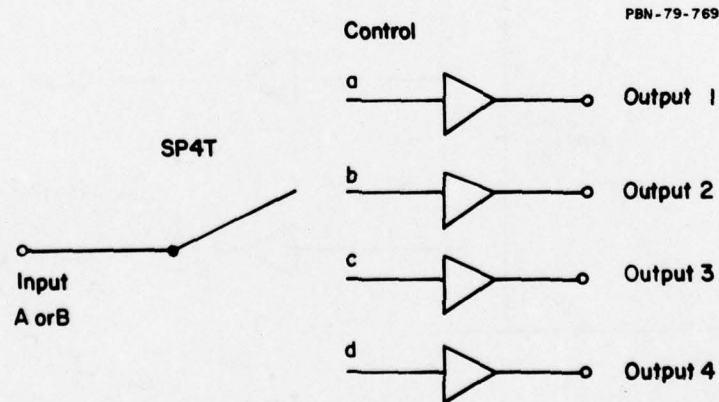 PBN-79-769
Control
a
Output 1
SP4T
b
Output 2
Input
A or B
c
Output 3
d
Output 4